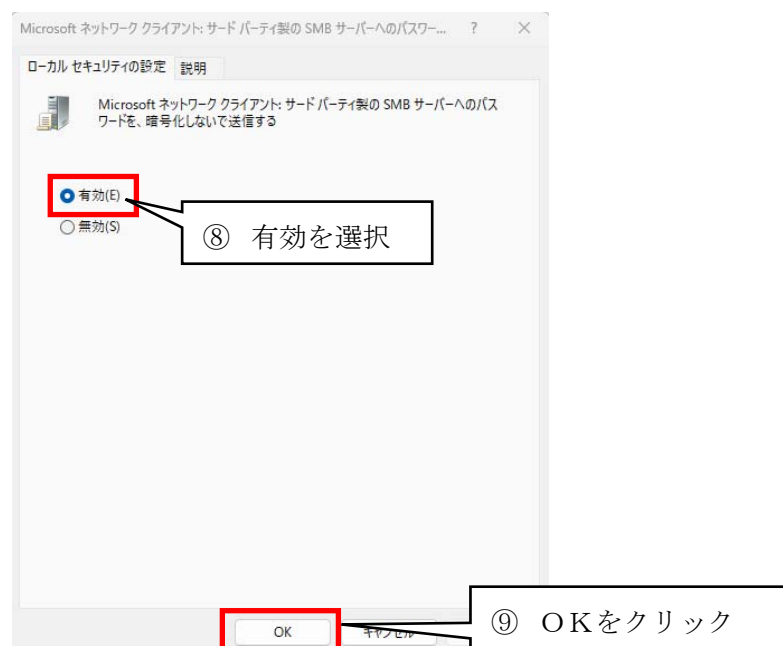 Microsoft ネットワーク クライアント: サード パーティ製の SMB サーバーへのパスワー... ? ×
ローカル セキュリティの設定 説明
Microsoft ネットワーク クライアント: サード パーティ製の SMB サーバーへのパス
ワードを、暗号化しないで送信する
有効(E)
無効(S)
⑧ 有効を選択
OK キャンセル
⑨ OKをクリック